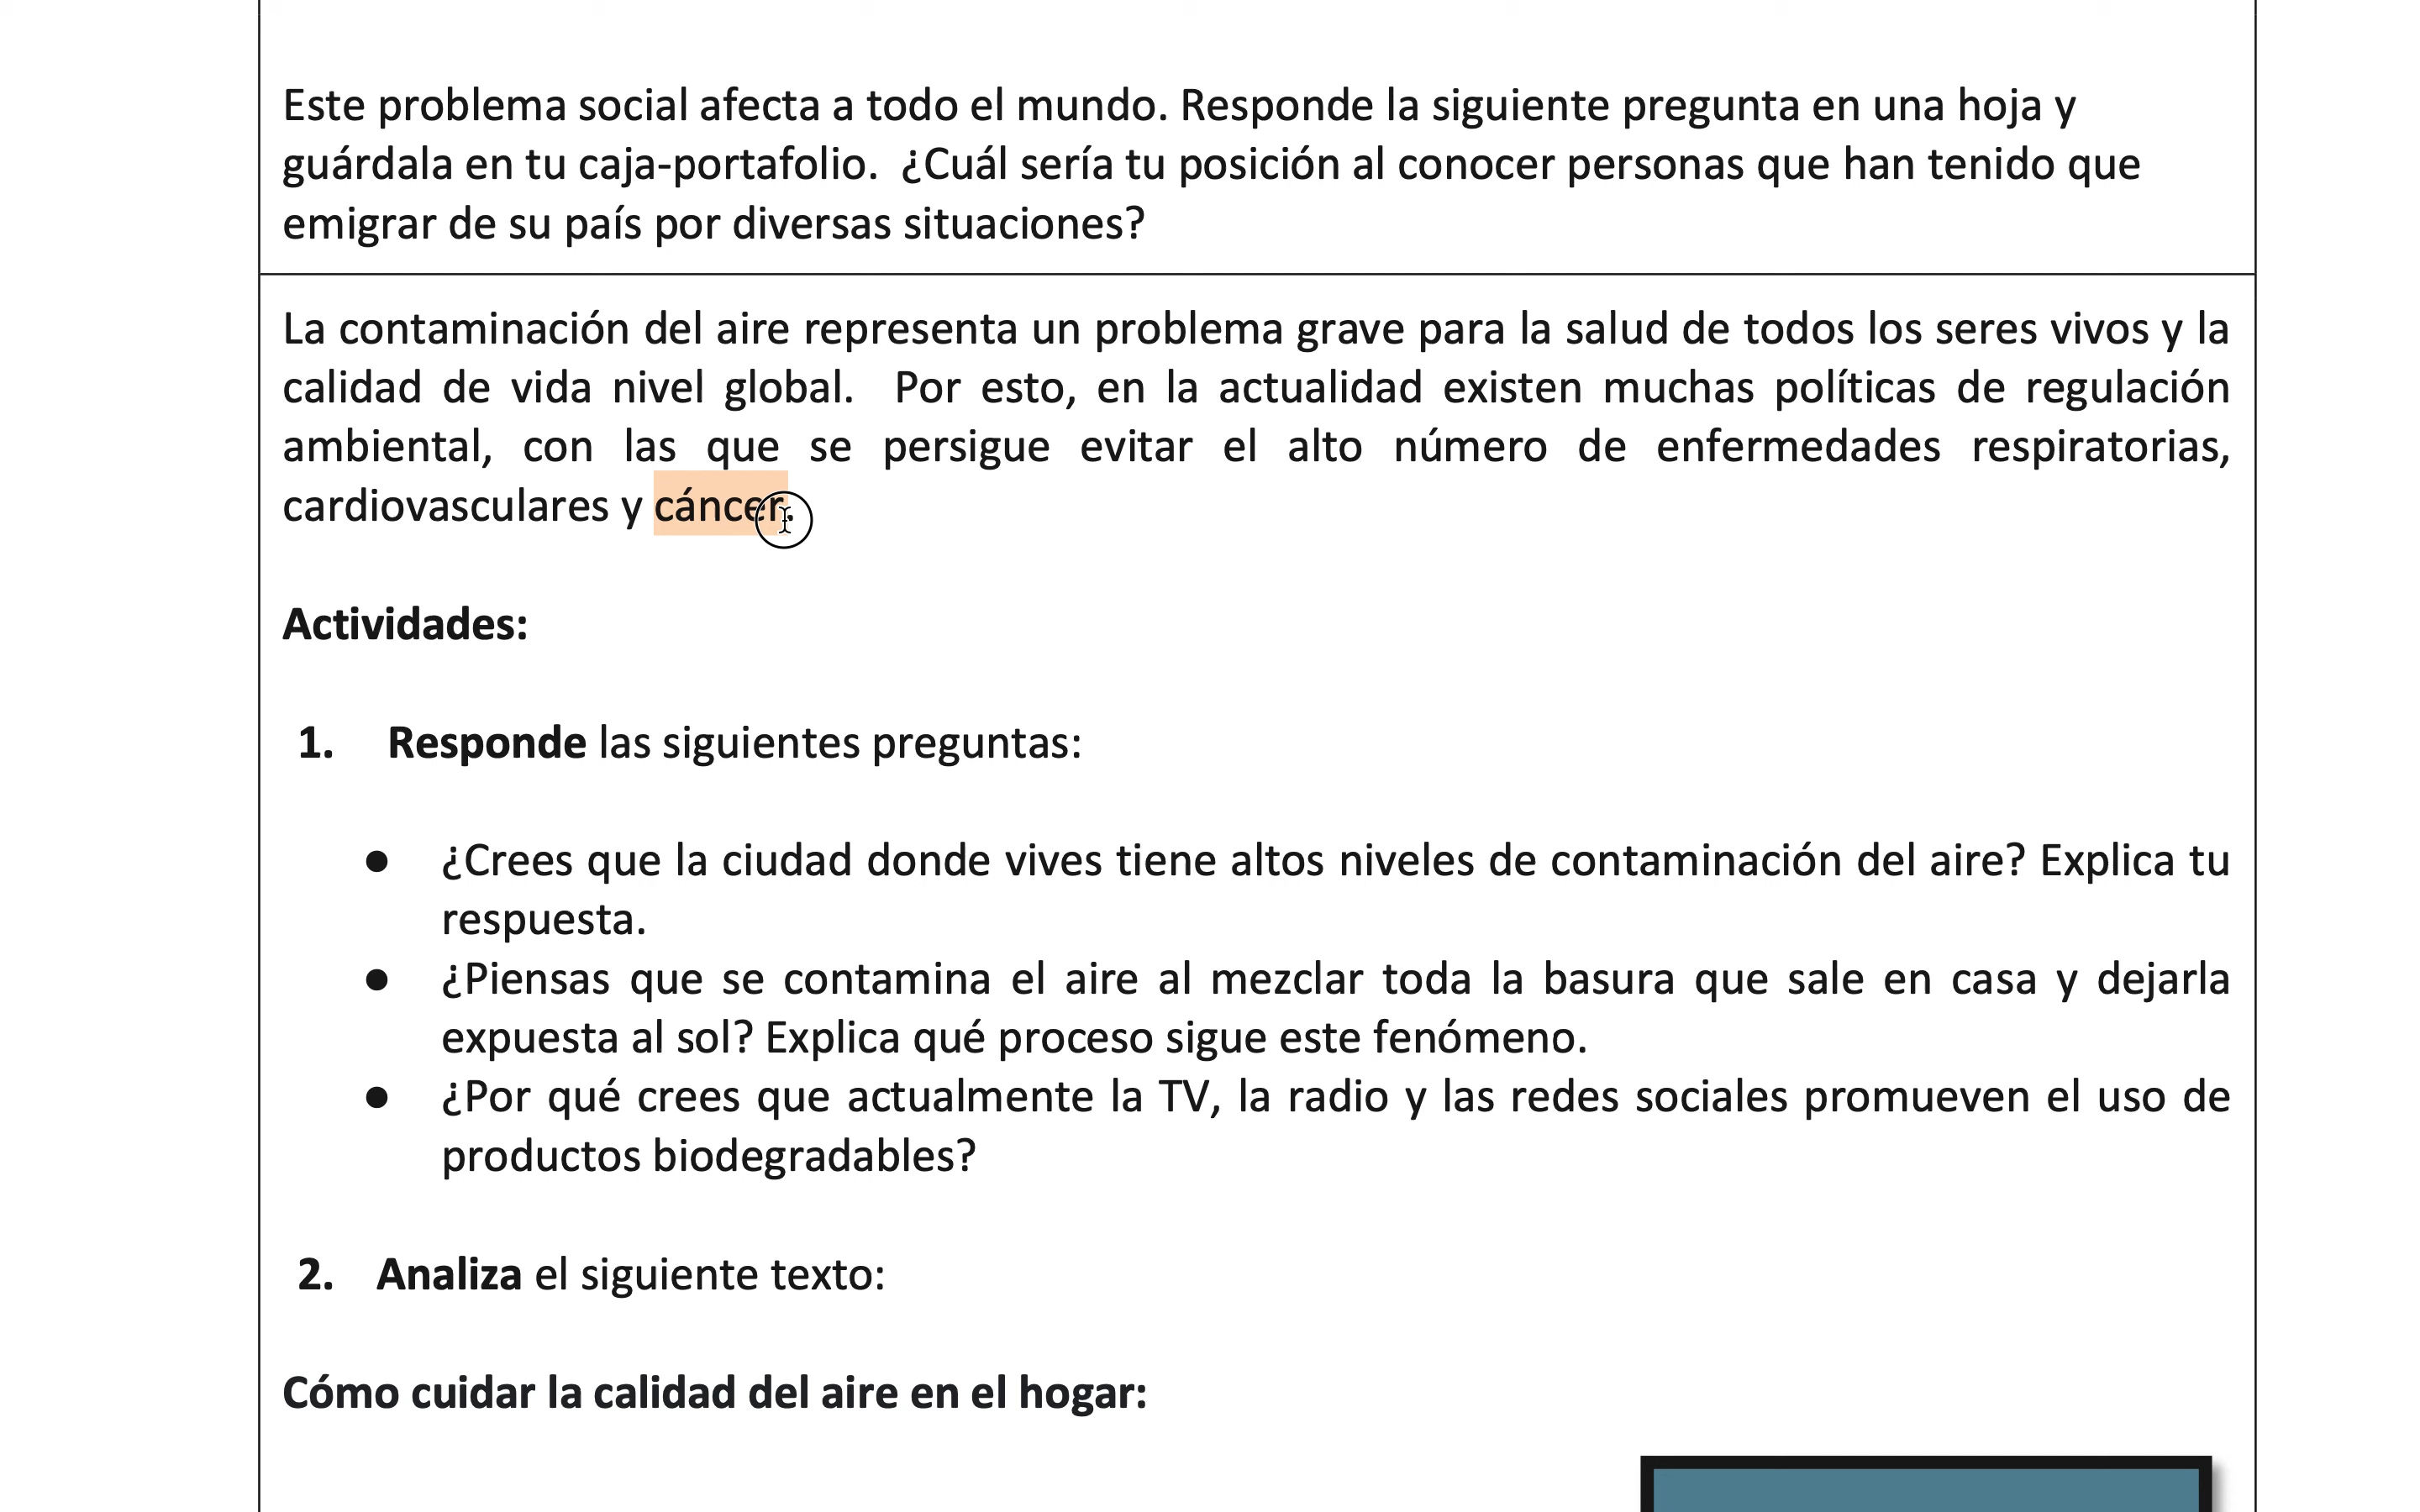 Este problema social afecta a todo el mundo. Responde la siguiente pregunta en una hoja y
guárdala en tu caja-portafolio.  ¿Cuál sería tu posición al conocer personas que han tenido que
emigrar de su país por diversas situaciones?
La contaminación del aire representa un problema grave para la salud de todos los seres vivos y la
calidad de vida nivel global.  Por esto, en la actualidad existen muchas políticas de regulación
ambiental, con las que se persigue evitar el alto número de enfermedades respiratorias,
cardiovasculares y cáncer.
Actividades:
1. Responde las siguientes preguntas:
● ¿Crees que la ciudad donde vives tiene altos niveles de contaminación del aire? Explica tu
respuesta.
● ¿Piensas que se contamina el aire al mezclar toda la basura que sale en casa y dejarla
expuesta al sol? Explica qué proceso sigue este fenómeno.
● ¿Por qué crees que actualmente la TV, la radio y las redes sociales promueven el uso de
productos biodegradables?
2. Analiza el siguiente texto:
Cómo cuidar la calidad del aire en el hogar: